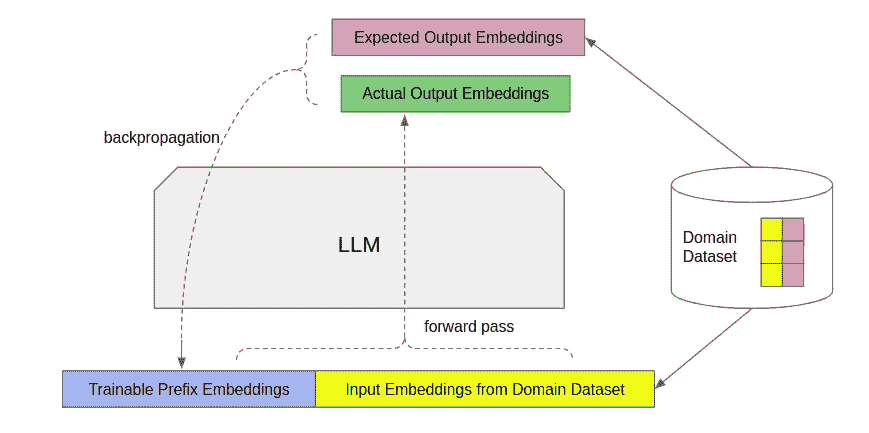 Expected Output Embeddings
Actual Output Embeddings
backpropagation
LLM
Domain
Dataset
forward pass
Trainable Prefix Embeddings
Input Embeddings from Domain Dataset